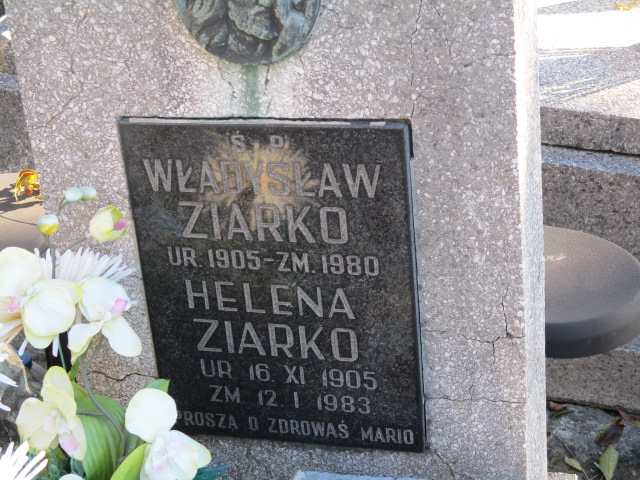 Ś. P.
WŁADYSŁAW
ZIARKO
UR. 1905-ZM. 1980
HELENA
ZIARKO
UR 16. XI 1905.
ZM 12. I 1983.
PROSZĄ O ZDROWAŚ MARIO